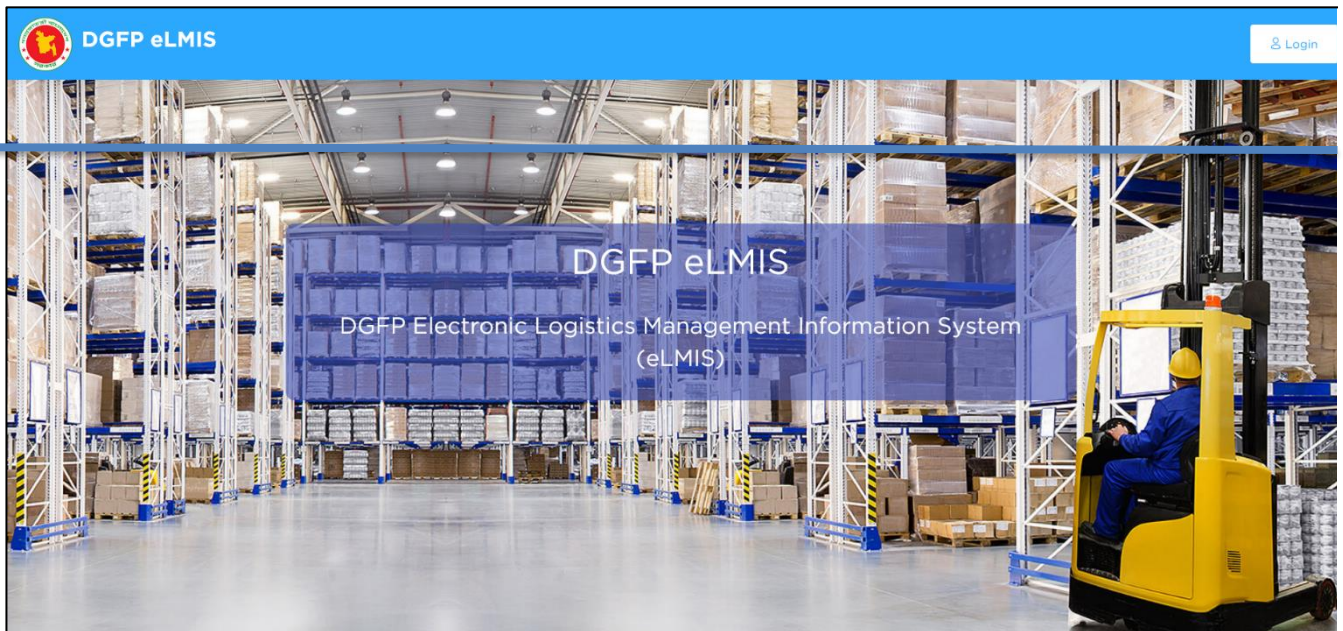 DGFP eLMIS
Login
DGFP eLMIS
DGFP Electronic Logistics Management Information System
(eLMIS)